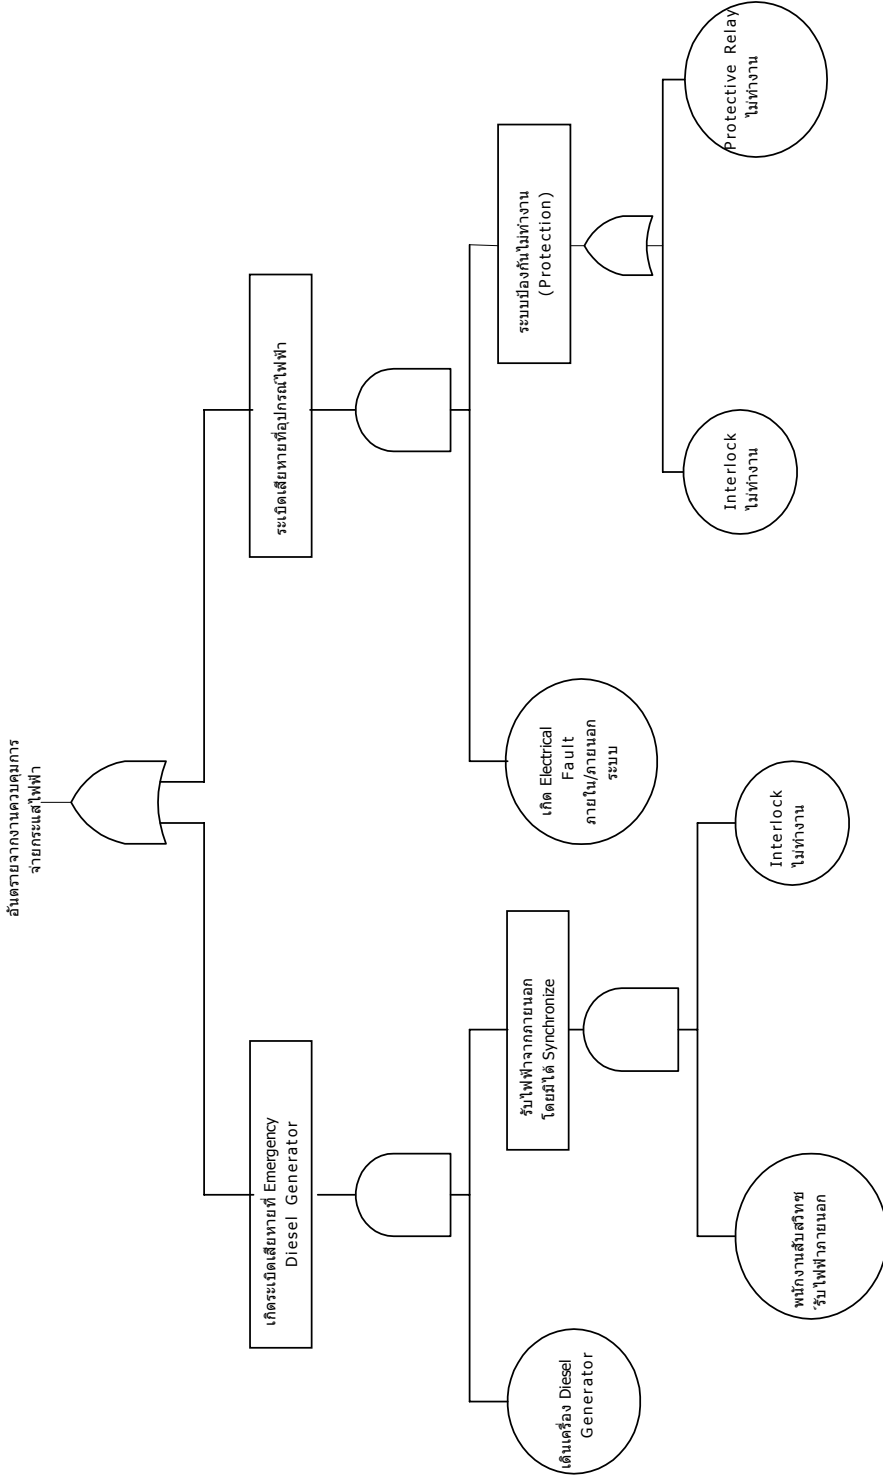 อันตรายจากงานควบคุมการ
จ่ายกระแสไฟฟ้า
เกิดระเบิดเสียหายที่ Emergency
Diesel Generator
ระเบิดเสียหายที่อุปกรณ์ไฟฟ้า
เดินเครื่อง Diesel
Generator
รับไฟฟ้าจากภายนอก
โดยมิได้ Synchronize
เกิด Electrical
Fault
ภายใน/ภายนอก
ระบบ
ระบบป้องกันไม่ทำงาน
(Protection)
พนักงานสับสวิทซ์
รับไฟฟ้าภายนอก
Interlock
ไม่ทำงาน
Interlock
ไม่ทำงาน
Protective Relay
ไม่ทำงาน